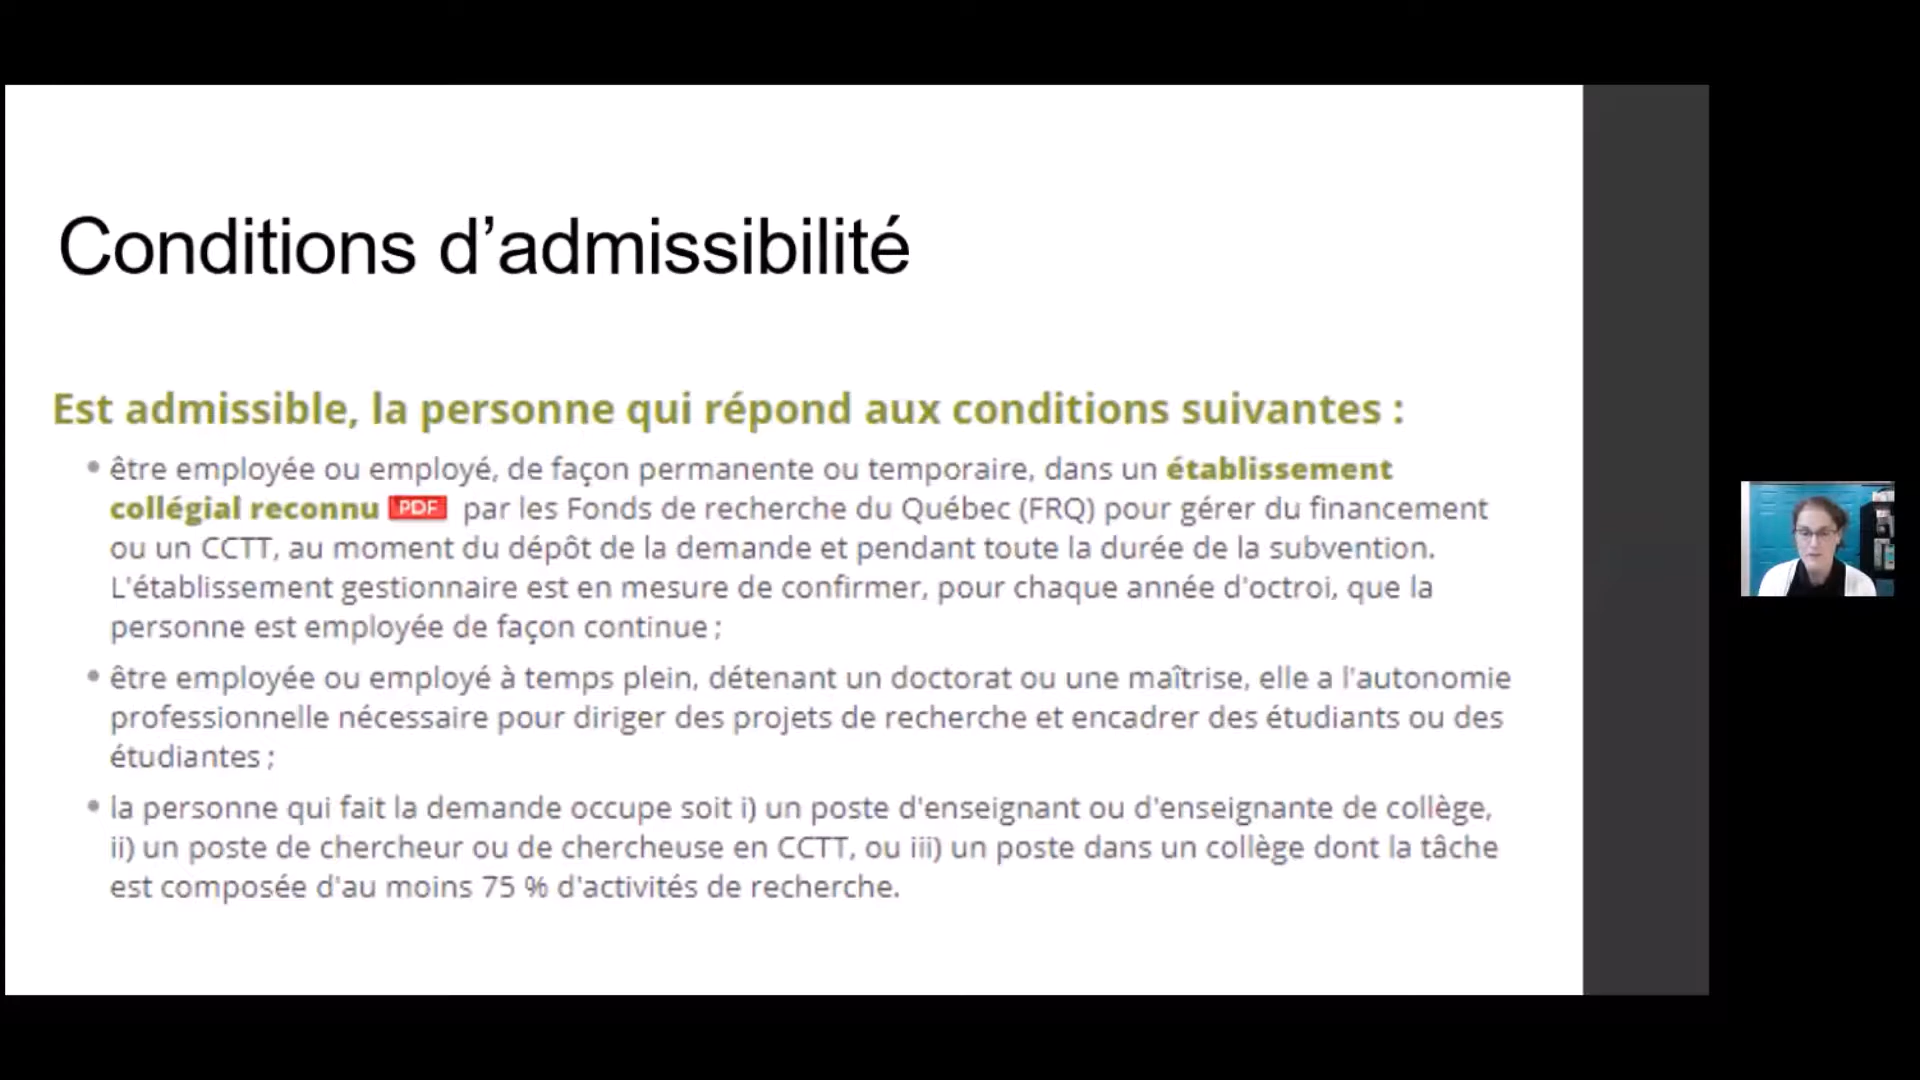 Conditions d’admissibilité
Est admissible, la personne qui répond aux conditions suivantes :
• être employée ou employé, de façon permanente ou temporaire, dans un établissement
collégial reconnu PDF par les Fonds de recherche du Québec (FRQ) pour gérer du financement
ou un CCTT, au moment du dépôt de la demande et pendant toute la durée de la subvention.
L'établissement gestionnaire est en mesure de confirmer, pour chaque année d'octroi, que la
personne est employée de façon continue ;
• être employée ou employé à temps plein, détenant un doctorat ou une maîtrise, elle a l'autonomie
professionnelle nécessaire pour diriger des projets de recherche et encadrer des étudiants ou des
étudiantes ;
• la personne qui fait la demande occupe soit i) un poste d'enseignant ou d'enseignante de collège,
ii) un poste de chercheur ou de chercheuse en CCTT, ou iii) un poste dans un collège dont la tâche
est composée d'au moins 75 % d'activités de recherche.